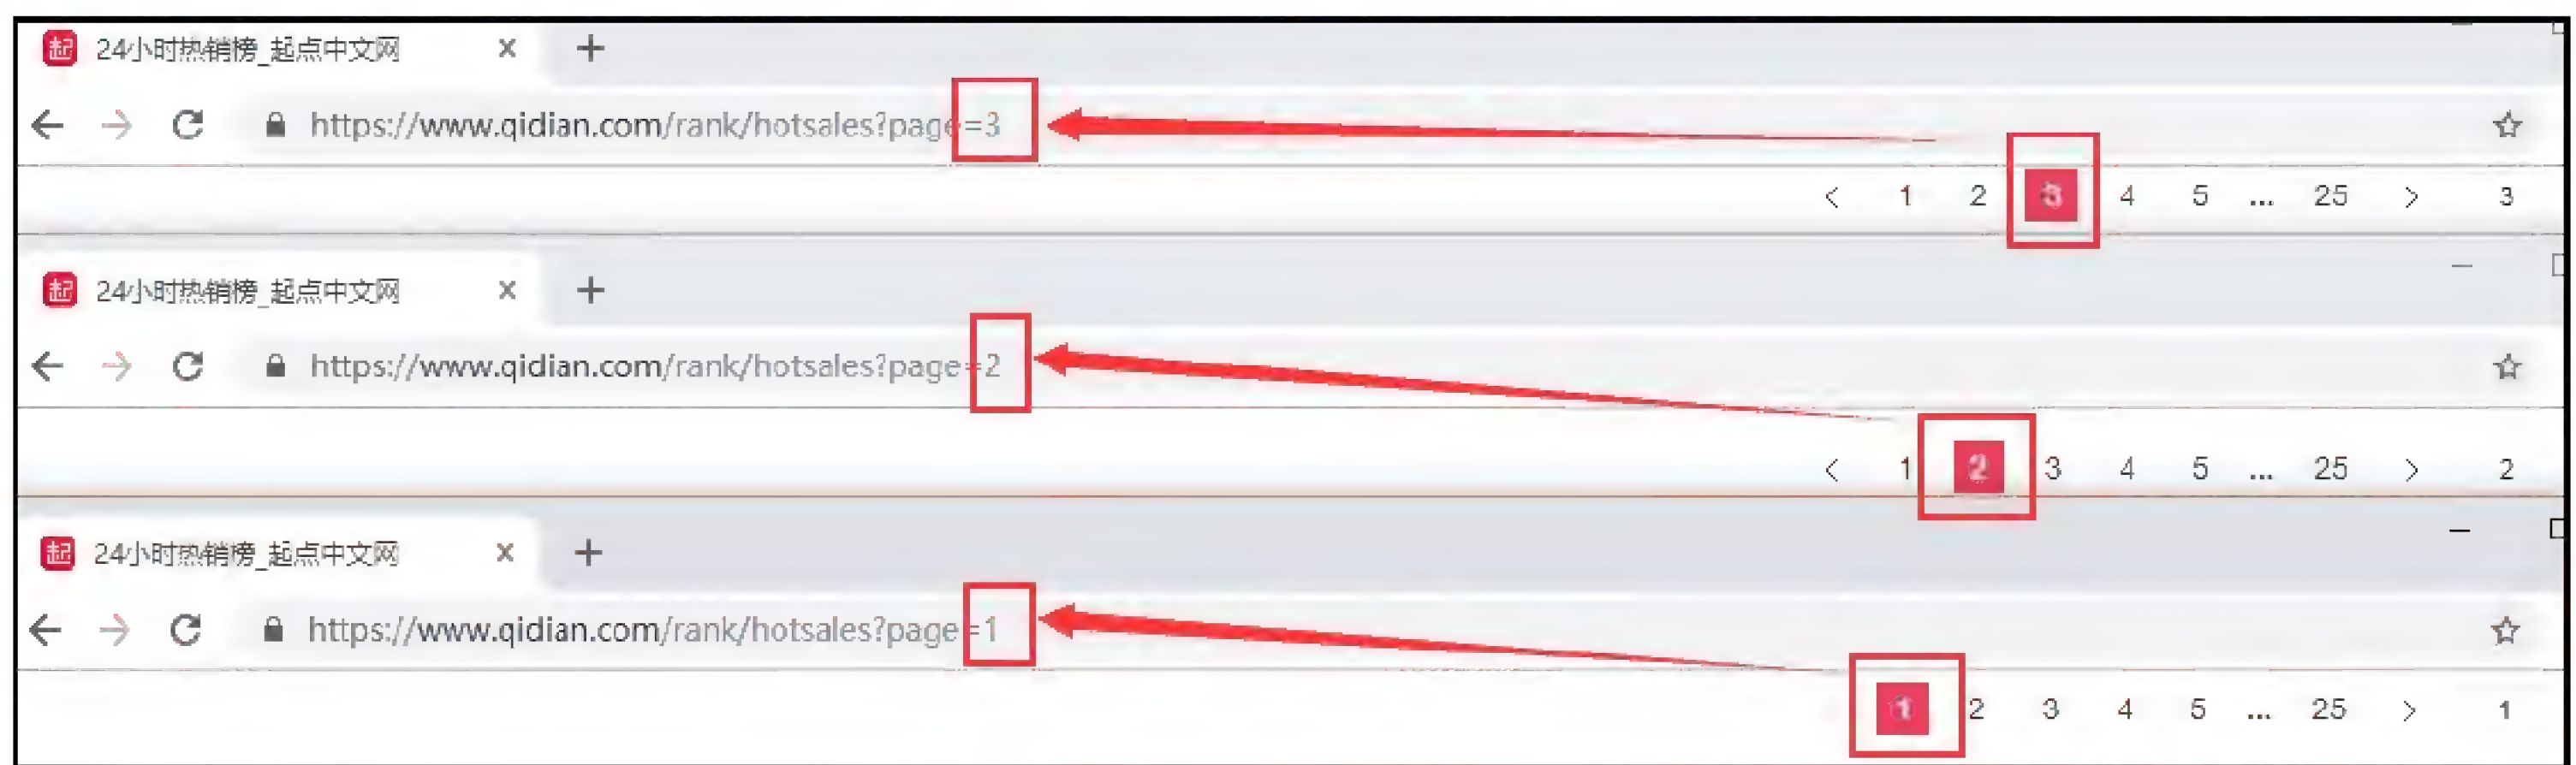 起 24小时热销榜_起点中文网 × +
https://www.qidian.com/rank/hotsales?page=3
< 1 2 3 4 5 ... 25 > 3
起 24小时热销榜_起点中文网 × +
https://www.qidian.com/rank/hotsales?page=2
< 1 2 3 4 5 ... 25 > 2
起 24小时热销榜_起点中文网 × +
https://www.qidian.com/rank/hotsales?page=1
1 2 3 4 5 ... 25 > 1